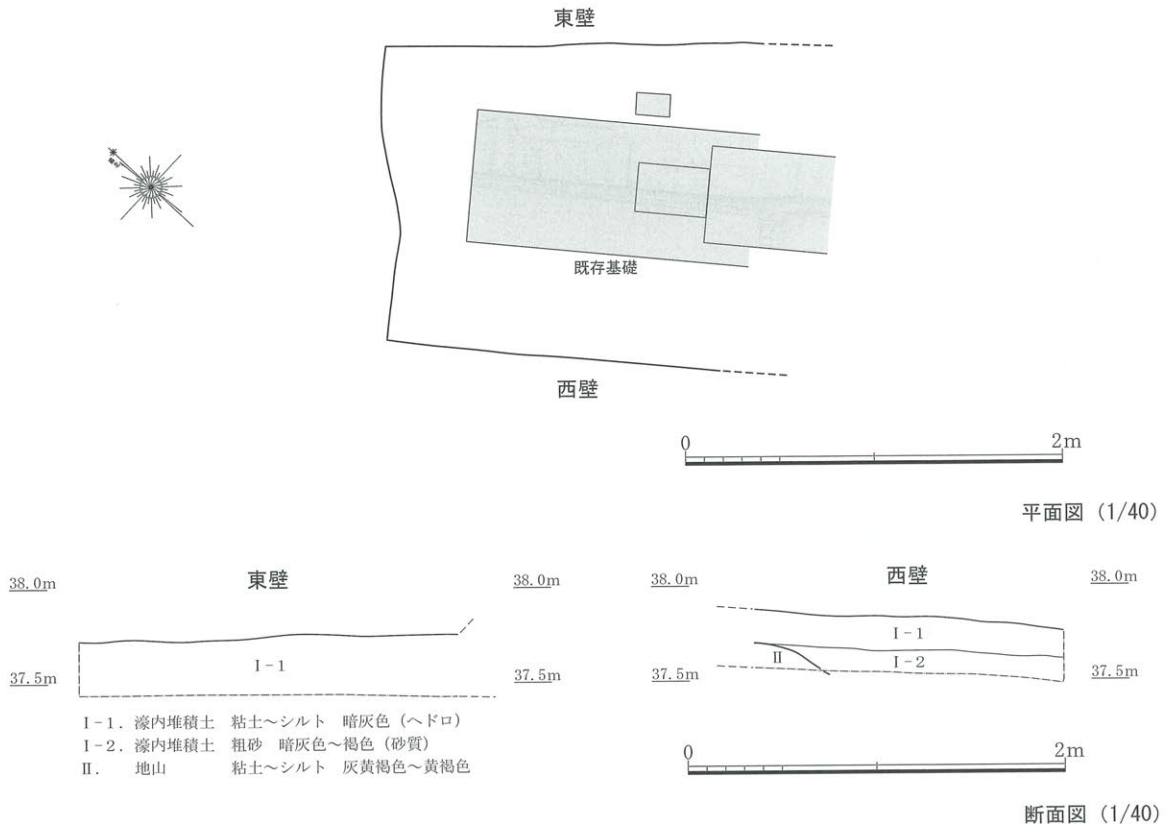 東壁
既存基礎
西壁
0 2m
平面図 (1/40)
東壁
38.0m 38.0m
I-1
37.5m 37.5m
西壁
38.0m 38.0m
I-1
II I-2
37.5m 37.5m
I-1. 濠内堆積土 粘土～シルト 暗灰色 (ヘドロ)
I-2. 濠内堆積土 粗砂 暗灰色～褐色 (砂質)
II. 地山 粘土～シルト 灰黄褐色～黄褐色
0 2m
断面図 (1/40)